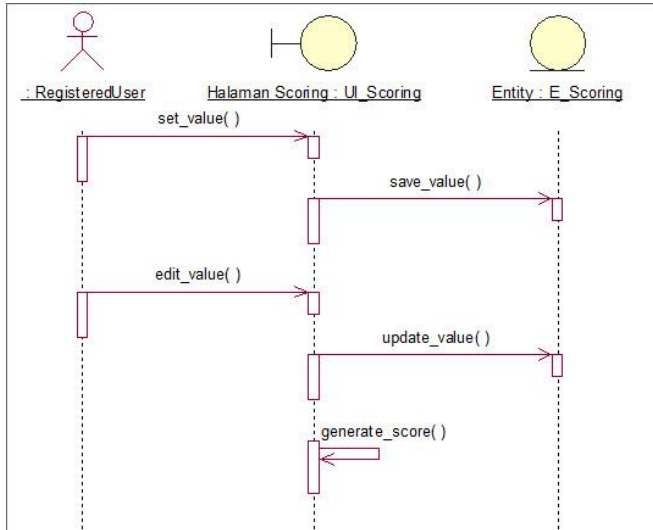 : RegisteredUser
Halaman Scoring : UI_Scoring
Entity : E_Scoring
set_value( )
save_value( )
edit_value( )
update_value( )
generate_score( )